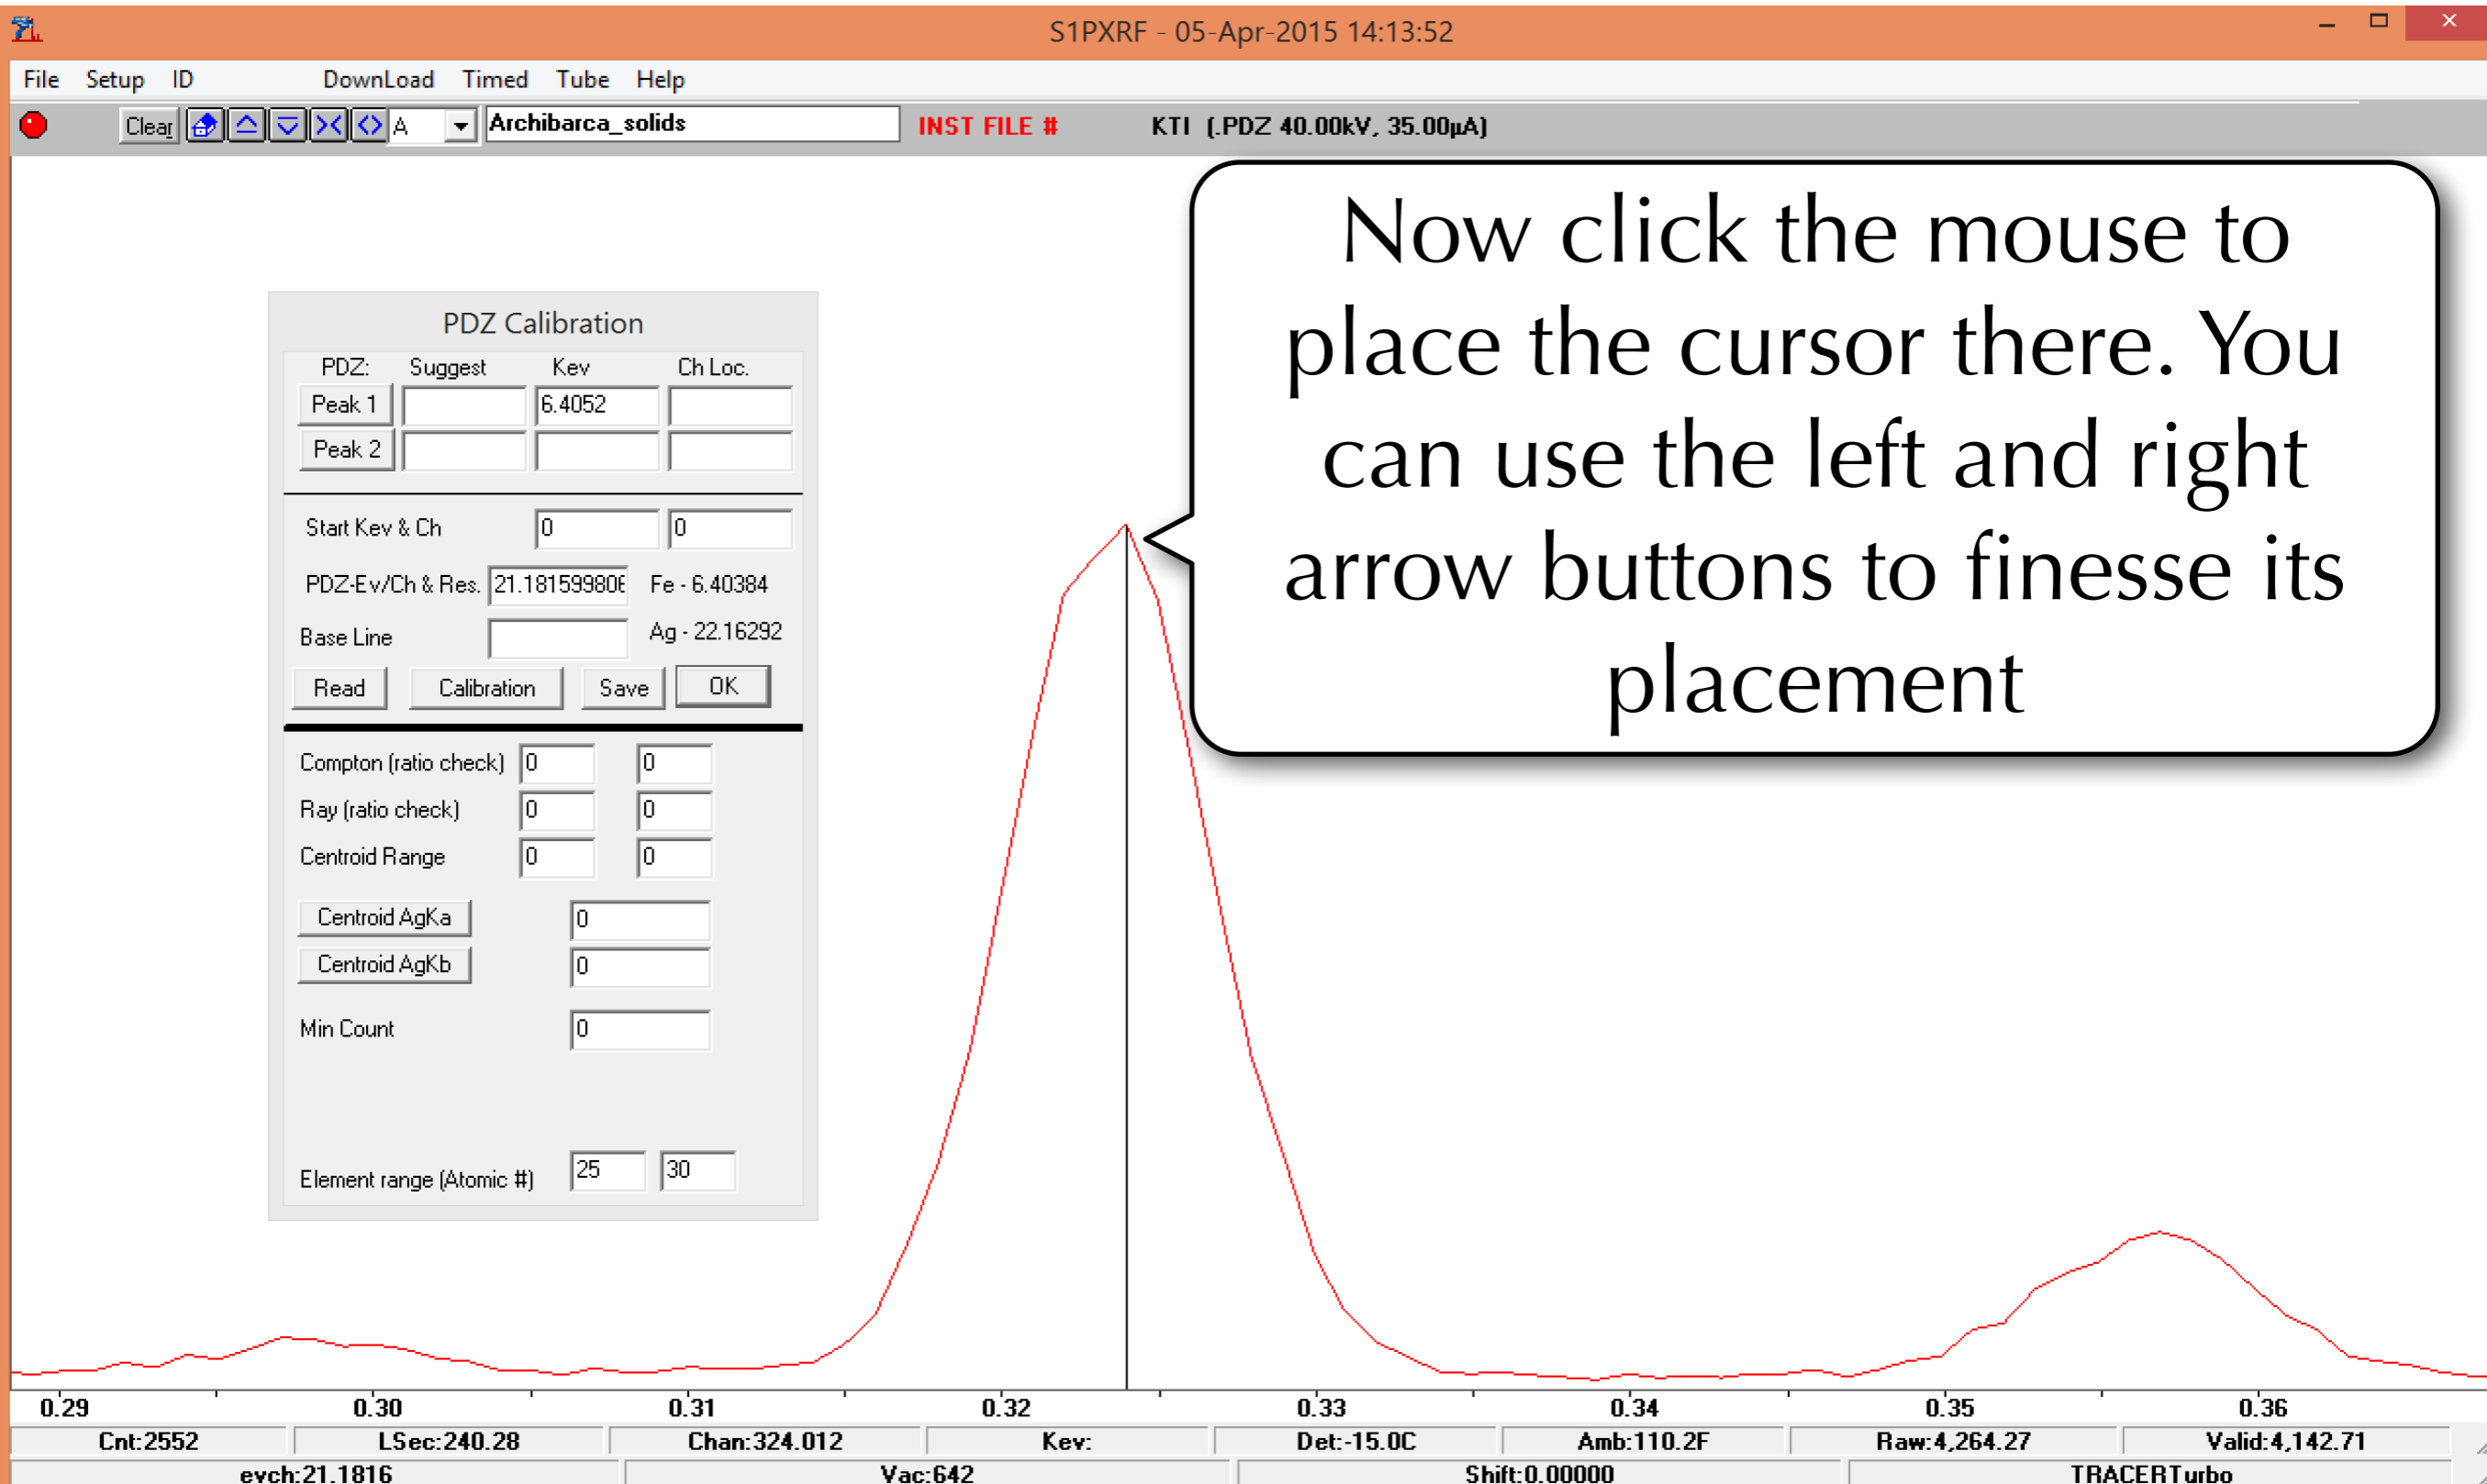 S1PXRF - 05-Apr-2015 14:13:52
File Setup ID DownLoad Timed Tube Help
Clear A Archibarca_solids INST FILE # KTI (.PDZ 40.00kV, 35.00µA)
Now click the mouse to
place the cursor there. You
can use the left and right
arrow buttons to finesse its
placement
PDZ Calibration
PDZ: Suggest Kev Ch Loc.
Peak 1 6.4052
Peak 2
Start Kev & Ch 0 0
PDZ-Ev/Ch & Res. 21.181599806 Fe - 6.40384
Base Line Ag - 22.16292
Read Calibration Save OK
Compton (ratio check) 0 0
Ray (ratio check) 0 0
Centroid Range 0 0
Centroid AgKa 0
Centroid AgKb 0
Min Count 0
Element range (Atomic #) 25 30
0.29 0.30 0.31 0.32 0.33 0.34 0.35 0.36
Cnt:2552 LSec:240.28 Chan:324.012 Kev: Det:-15.0C Amb:110.2F Raw:4,264.27 Valid:4,142.71
evch:21.1816 Vac:642 Shift:0.00000 TRACERTurbo